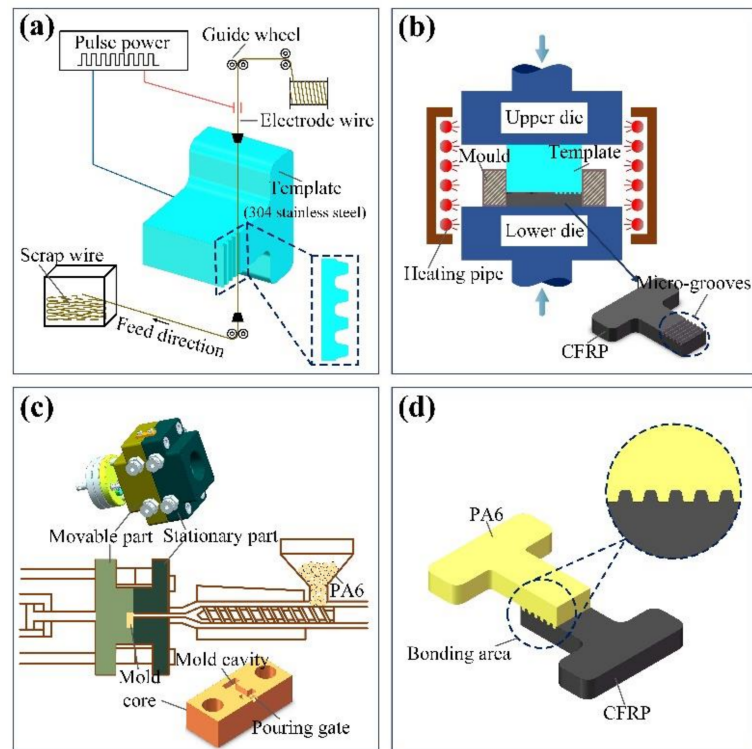 (a)
Pulse power
Guide wheel
Electrode wire
Template
(304 stainless steel)
Scrap wire
Feed direction
(b)
Upper die
Mould
Template
Lower die
Heating pipe
Micro-grooves
CFRP
(c)
Movable part
Stationary part
PA6
Mold
core
Mold cavity
Pouring gate
(d)
PA6
Bonding area
CFRP